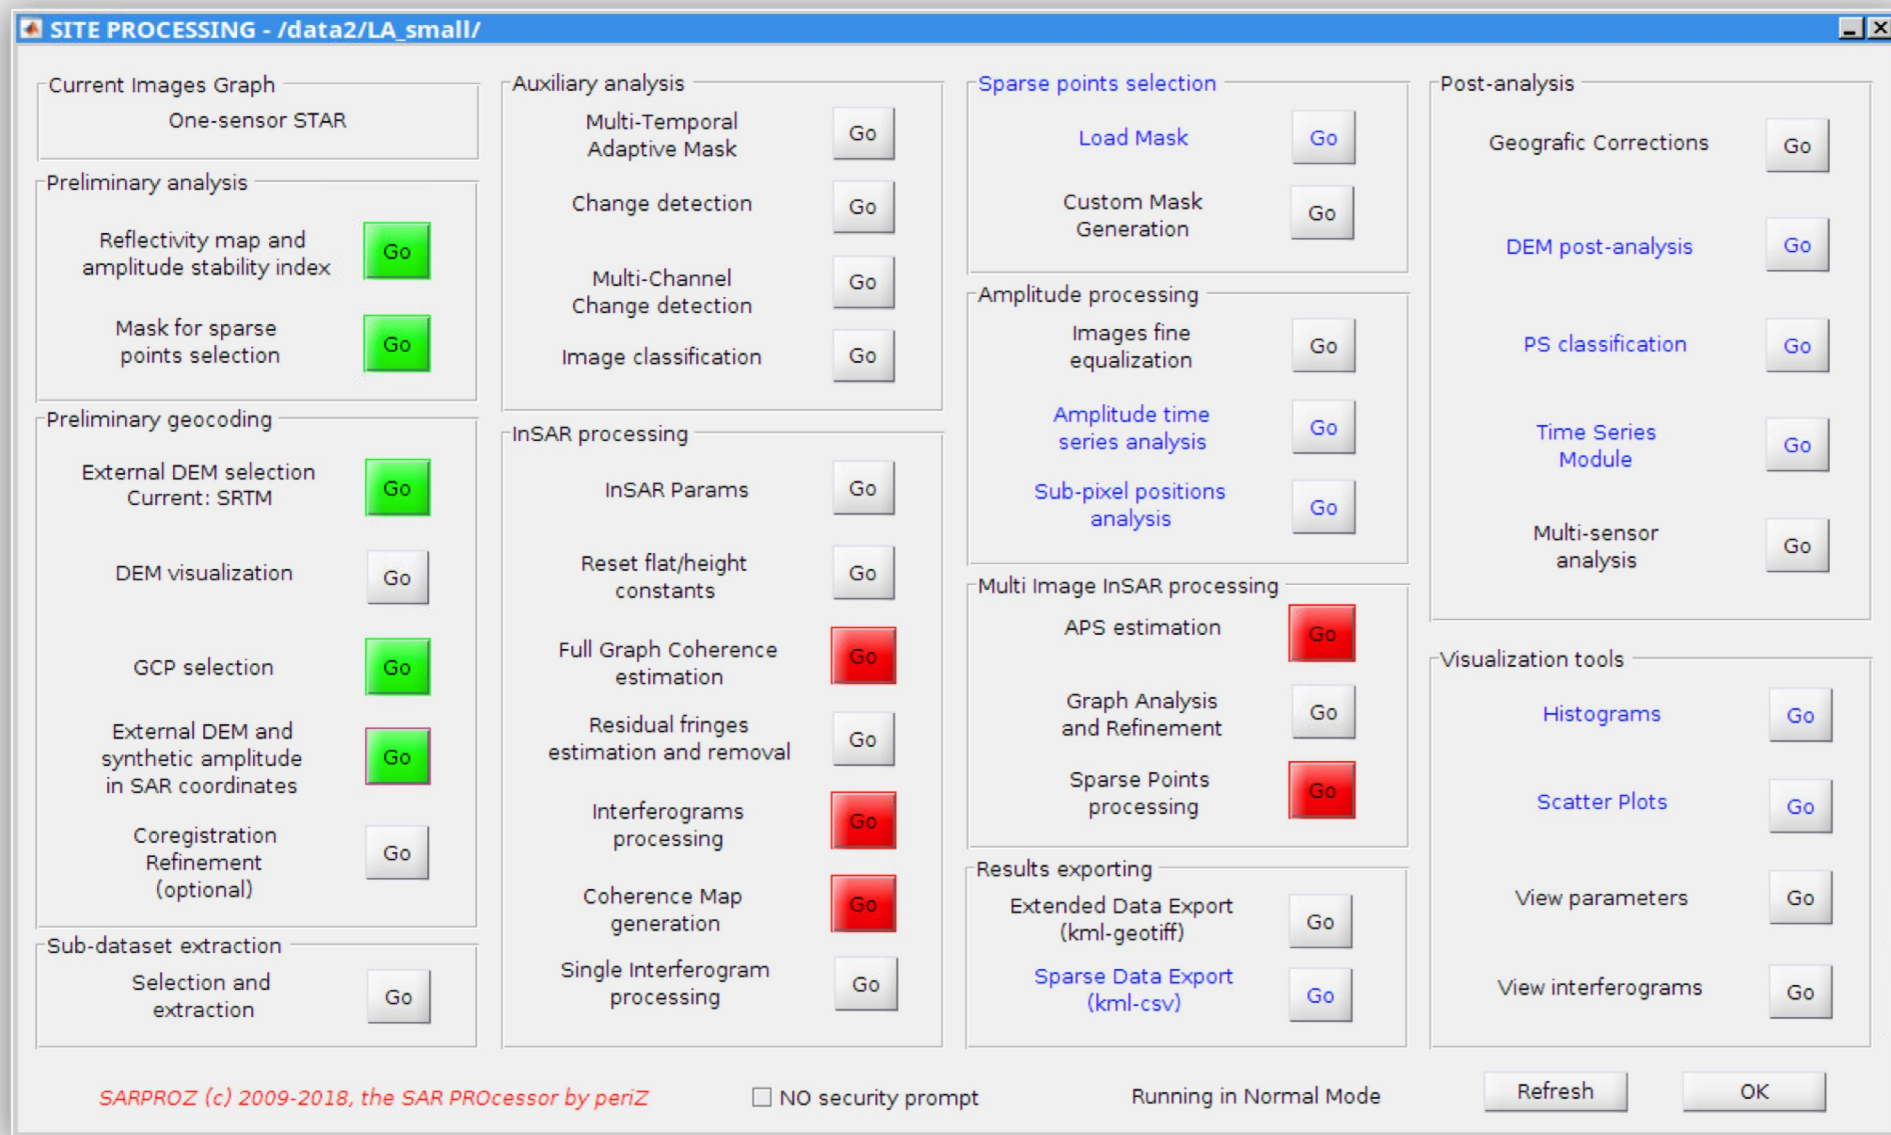 SITE PROCESSING - /data2/LA_small/
Current Images Graph
One-sensor STAR
Preliminary analysis
Reflectivity map and
amplitude stability index
Go
Mask for sparse
points selection
Go
Preliminary geocoding
External DEM selection
Current: SRTM
Go
DEM visualization
Go
GCP selection
Go
External DEM and
synthetic amplitude
in SAR coordinates
Go
Coregistration
Refinement
(optional)
Go
Sub-dataset extraction
Selection and
extraction
Go
Auxiliary analysis
Multi-Temporal
Adaptive Mask
Go
Change detection
Go
Multi-Channel
Change detection
Go
Image classification
Go
InSAR processing
InSAR Params
Go
Reset flat/height
constants
Go
Full Graph Coherence
estimation
Go
Residual fringes
estimation and removal
Go
Interferograms
processing
Go
Coherence Map
generation
Go
Single Interferogram
processing
Go
Sparse points selection
Load Mask
Go
Custom Mask
Generation
Go
Amplitude processing
Images fine
equalization
Go
Amplitude time
series analysis
Go
Sub-pixel positions
analysis
Go
Multi Image InSAR processing
APS estimation
Go
Graph Analysis
and Refinement
Go
Sparse Points
processing
Go
Results exporting
Extended Data Export
(kml-geotiff)
Go
Sparse Data Export
(kml-csv)
Go
Post-analysis
Geografic Corrections
Go
DEM post-analysis
Go
PS classification
Go
Time Series
Module
Go
Multi-sensor
analysis
Go
Visualization tools
Histograms
Go
Scatter Plots
Go
View parameters
Go
View interferograms
Go
SARPROZ (c) 2009-2018, the SAR PROcessor by periZ
NO security prompt
Running in Normal Mode
Refresh
OK